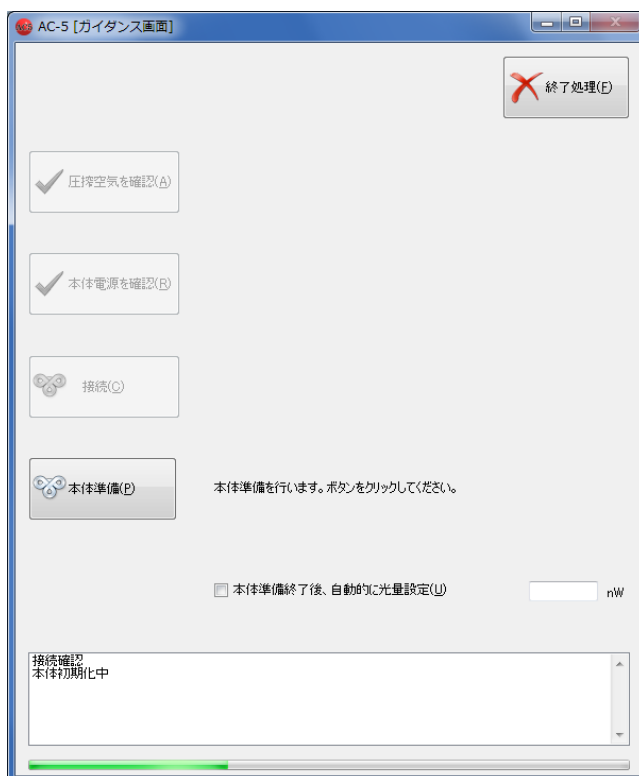 AC-5 [ガイダンス画面]
終了処理(F)
圧搾空気を確認(A)
本体電源を確認(R)
接続(C)
本体準備(P)
本体準備を行います。ボタンをクリックしてください。
本体準備終了後、自動的に光量設定(U)
nW
接続確認
本体初期化中